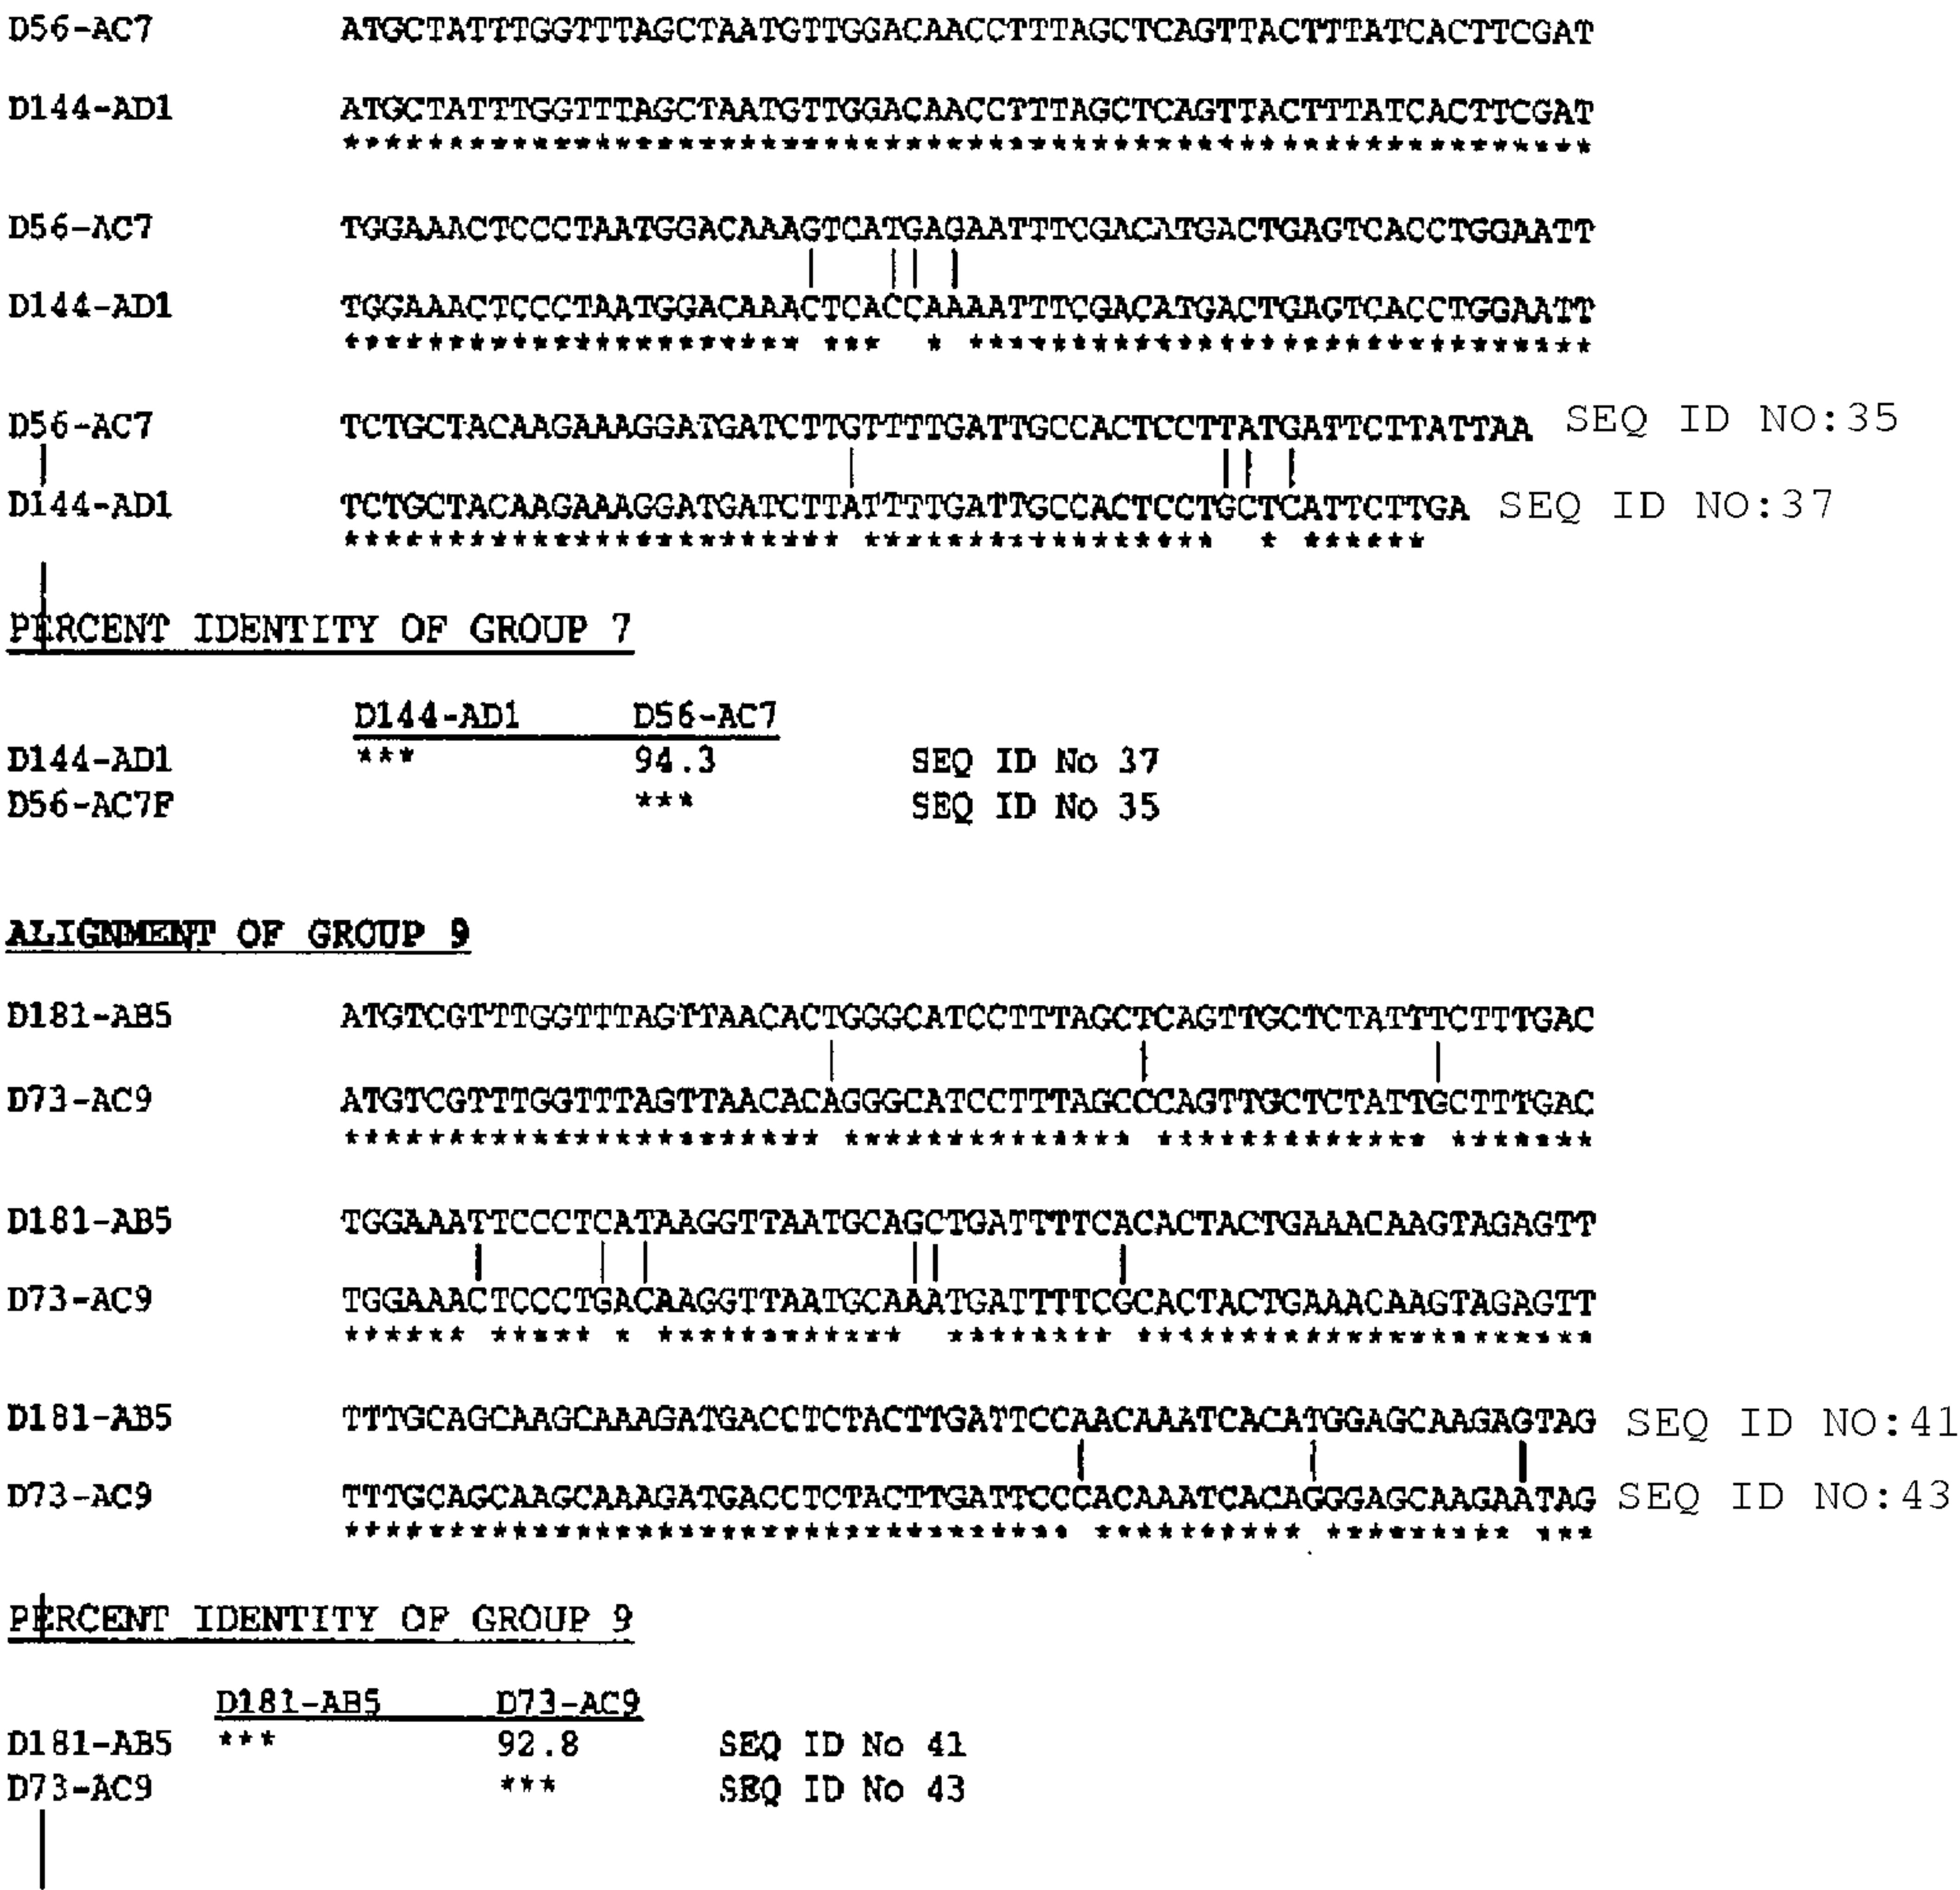 D56-AC7 ATGCTATTTGGTTTAGCTAATGTTGGACAACCTTTAGCTCAGTTACTTTATCACTTCGAT
D144-AD1 ATGCTATTTGGTTTAGCTAATGTTGGACAACCTTTAGCTCAGTTACTTTATCACTTCGAT
************************************************************
D56-AC7 TGGAAACTCCCTAATGGACAAAGTCATGAGAATTTCGACATGACTGAGTCACCTGGAATT
D144-AD1 TGGAAACTCCCTAATGGACAAACTCACCAAAATTTCGACATGACTGAGTCACCTGGAATT
********************** ***  * ******************************
D56-AC7 TCTGCTACAAGAAAGGATGATCTTGTTTTGATTGCCACTCCTTATGATTCTTATTAA SEQ ID NO:35
D144-AD1 TCTGCTACAAGAAAGGATGATCTTATTTTGATTGCCACTCCTGCTCATTCTTGA SEQ ID NO:37
************************ *****************  * ******
PERCENT IDENTITY OF GROUP 7
D144-AD1 D56-AC7
D144-AD1 *** 94.3 SEQ ID No 37
D56-AC7F *** SEQ ID No 35
ALIGNMENT OF GROUP 9
D181-AB5 ATGTCGTTTGGTTTAGTTAACACTGGGCATCCTTTAGCTCAGTTGCTCTATTTCTTTGAC
D73-AC9 ATGTCGTTTGGTTTAGTTAACACAGGGCATCCTTTAGCCCAGTTGCTCTATTGCTTTGAC
*********************** ************** ************* *******
D181-AB5 TGGAAATTCCCTCATAAGGTTAATGCAGCTGATTTTCACACTACTGAAACAAGTAGAGTT
D73-AC9 TGGAAACTCCCTGACAAGGTTAATGCAAATGATTTTCGCACTACTGAAACAAGTAGAGTT
****** ***** * ************  ******** **********************
D181-AB5 TTTGCAGCAAGCAAAGATGACCTCTACTTGATTCCAACAAATCACATGGAGCAAGAGTAG SEQ ID NO:41
D73-AC9 TTTGCAGCAAGCAAAGATGACCTCTACTTGATTCCCACAAATCACAGGGAGCAAGAATAG SEQ ID NO:43
*********************************** ********** ********* ***
PERCENT IDENTITY OF GROUP 9
D181-AB5 D73-AC9
D181-AB5 *** 92.8 SEQ ID No 41
D73-AC9 *** SEQ ID No 43